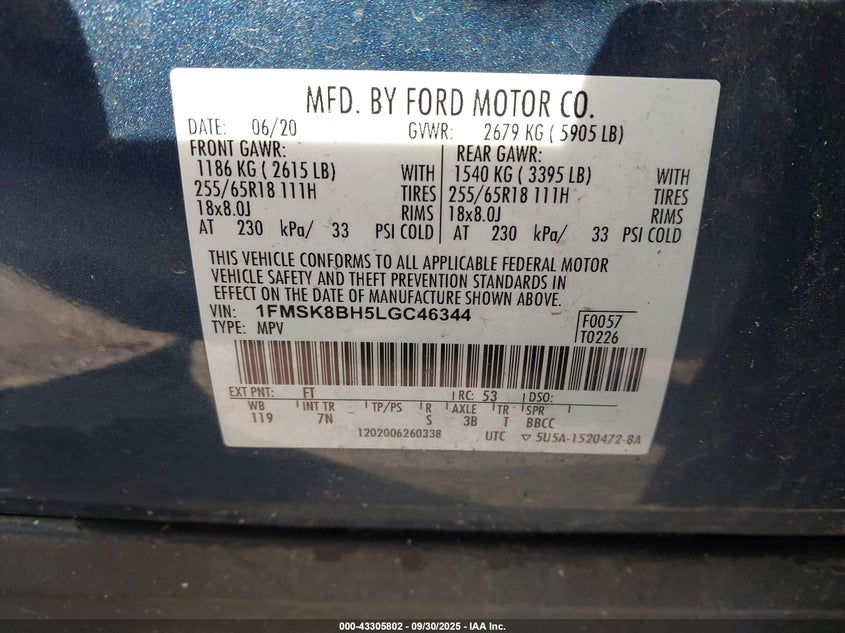 MFD. BY FORD MOTOR CO.
DATE: 06/20 GVWR: 2679 KG ( 5905 LB)
FRONT GAWR: REAR GAWR:
1186 KG ( 2615 LB) WITH 1540 KG ( 3395 LB) WITH
255/65R18 111H TIRES 255/65R18 111H TIRES
18x8.0J RIMS 18x8.0J RIMS
AT 230 kPa/ 33 PSI COLD AT 230 kPa/ 33 PSI COLD
THIS VEHICLE CONFORMS TO ALL APPLICABLE FEDERAL MOTOR
VEHICLE SAFETY AND THEFT PREVENTION STANDARDS IN
EFFECT ON THE DATE OF MANUFACTURE SHOWN ABOVE.
VIN: 1FMSK8BH5LGC46344
TYPE: MPV
F0057
T0226
EXT PNT: FT RC: 53 DSO:
WB INT TR TP/PS R AXLE TR SPR
119 7N S 3B T BBCC
1202006260338 UTC ▽ 5U5A-1520472-BA
000-43305802 - 09/30/2025 - IAA Inc.